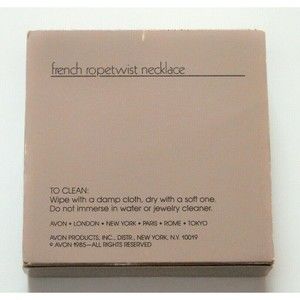 french ropetwist necklace
TO CLEAN:
Wipe with a damp cloth, dry with a soft one.
Do not immerse in water or jewelry cleaner.
AVON • LONDON • NEW YORK • PARIS • ROME • TOKYO
AVON PRODUCTS, INC., DISTR., NEW YORK, N.Y. 10019
© AVON 1985—ALL RIGHTS RESERVED